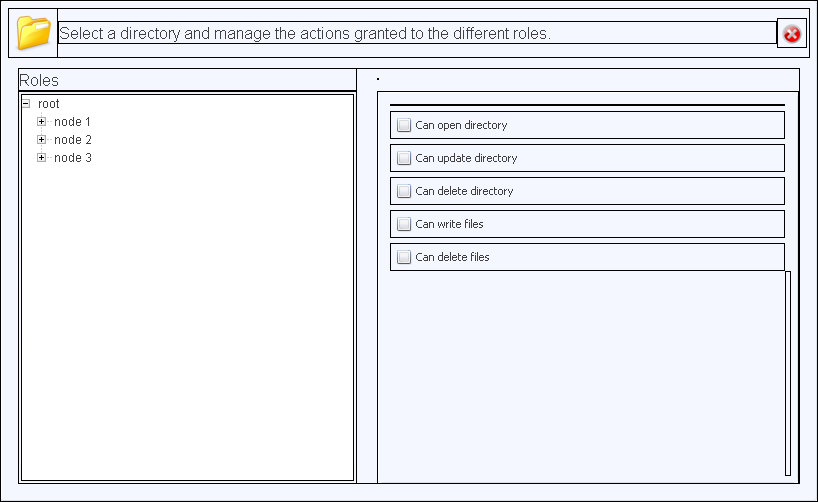 Select a directory and manage the actions granted to the different roles.
Roles
root
node 1
node 2
node 3
Can open directory
Can update directory
Can delete directory
Can write files
Can delete files